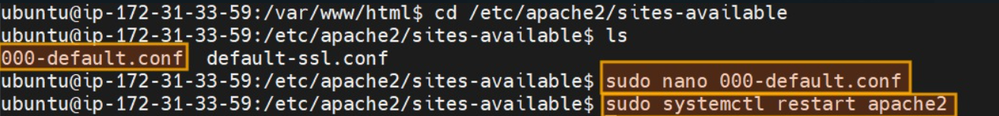 ubuntu@ip-172-31-33-59:/var/www/html$ cd /etc/apache2/sites-available
ubuntu@ip-172-31-33-59:/etc/apache2/sites-available$ ls
000-default.conf  default-ssl.conf
ubuntu@ip-172-31-33-59:/etc/apache2/sites-available$ sudo nano 000-default.conf
ubuntu@ip-172-31-33-59:/etc/apache2/sites-available$ sudo systemctl restart apache2